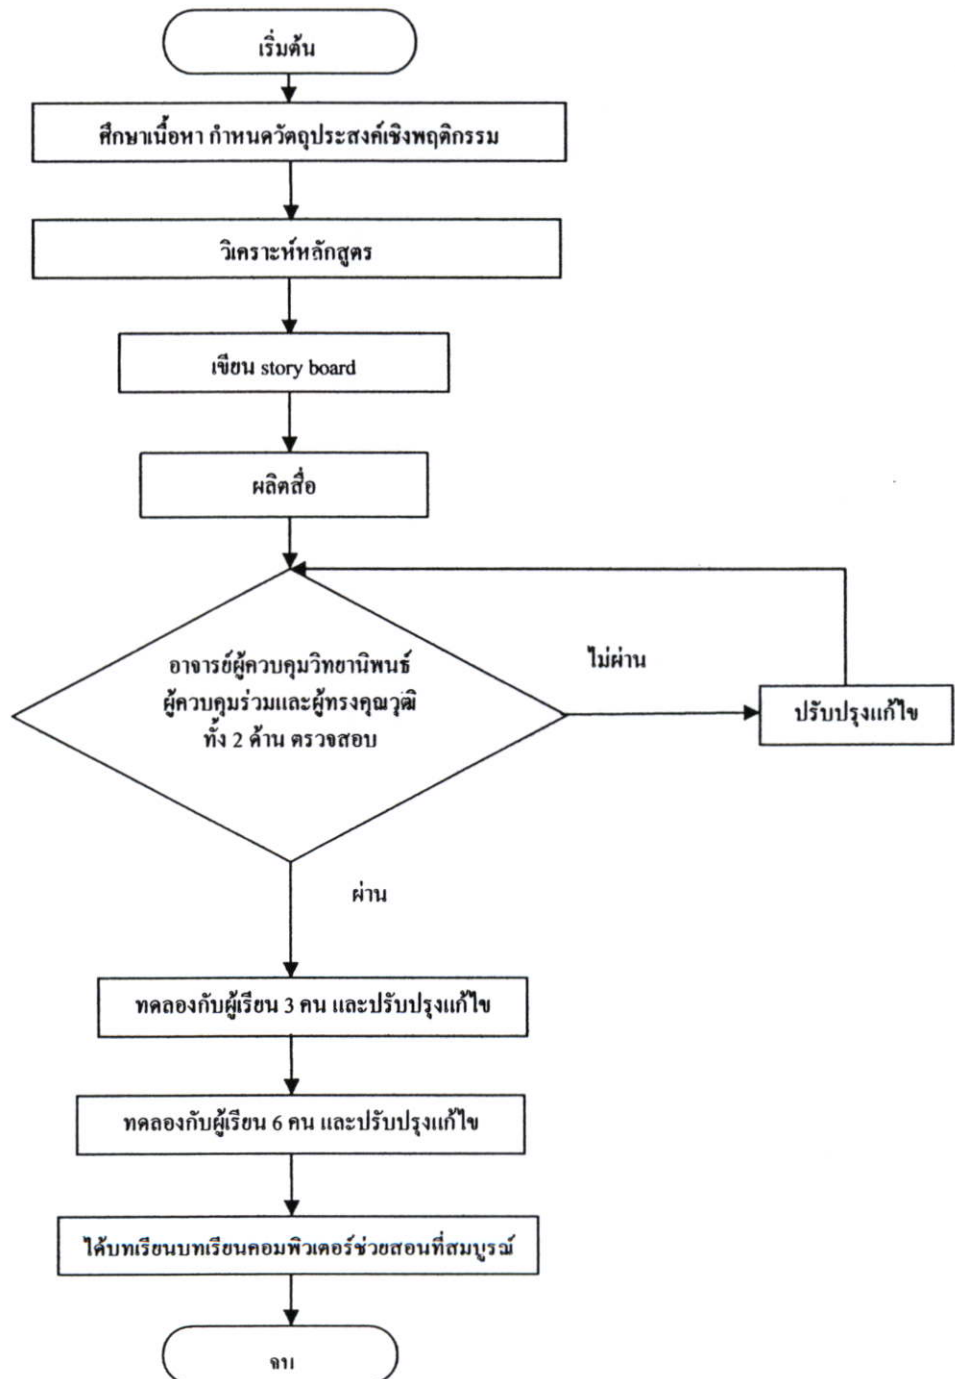 เริ่มต้น
ศึกษาเนื้อหา กำหนดวัตถุประสงค์เชิงพฤติกรรม
วิเคราะห์หลักสูตร
เขียน story board
ผลิตสื่อ
อาจารย์ผู้ควบคุมวิทยานิพนธ์
ผู้ควบคุมร่วมและผู้ทรงคุณวุฒิ
ทั้ง 2 ด้าน ตรวจสอบ
ไม่ผ่าน
ปรับปรุงแก้ไข
ผ่าน
ทดลองกับผู้เรียน 3 คน และปรับปรุงแก้ไข
ทดลองกับผู้เรียน 6 คน และปรับปรุงแก้ไข
ได้บทเรียนบทเรียนคอมพิวเตอร์ช่วยสอนที่สมบูรณ์
จบ